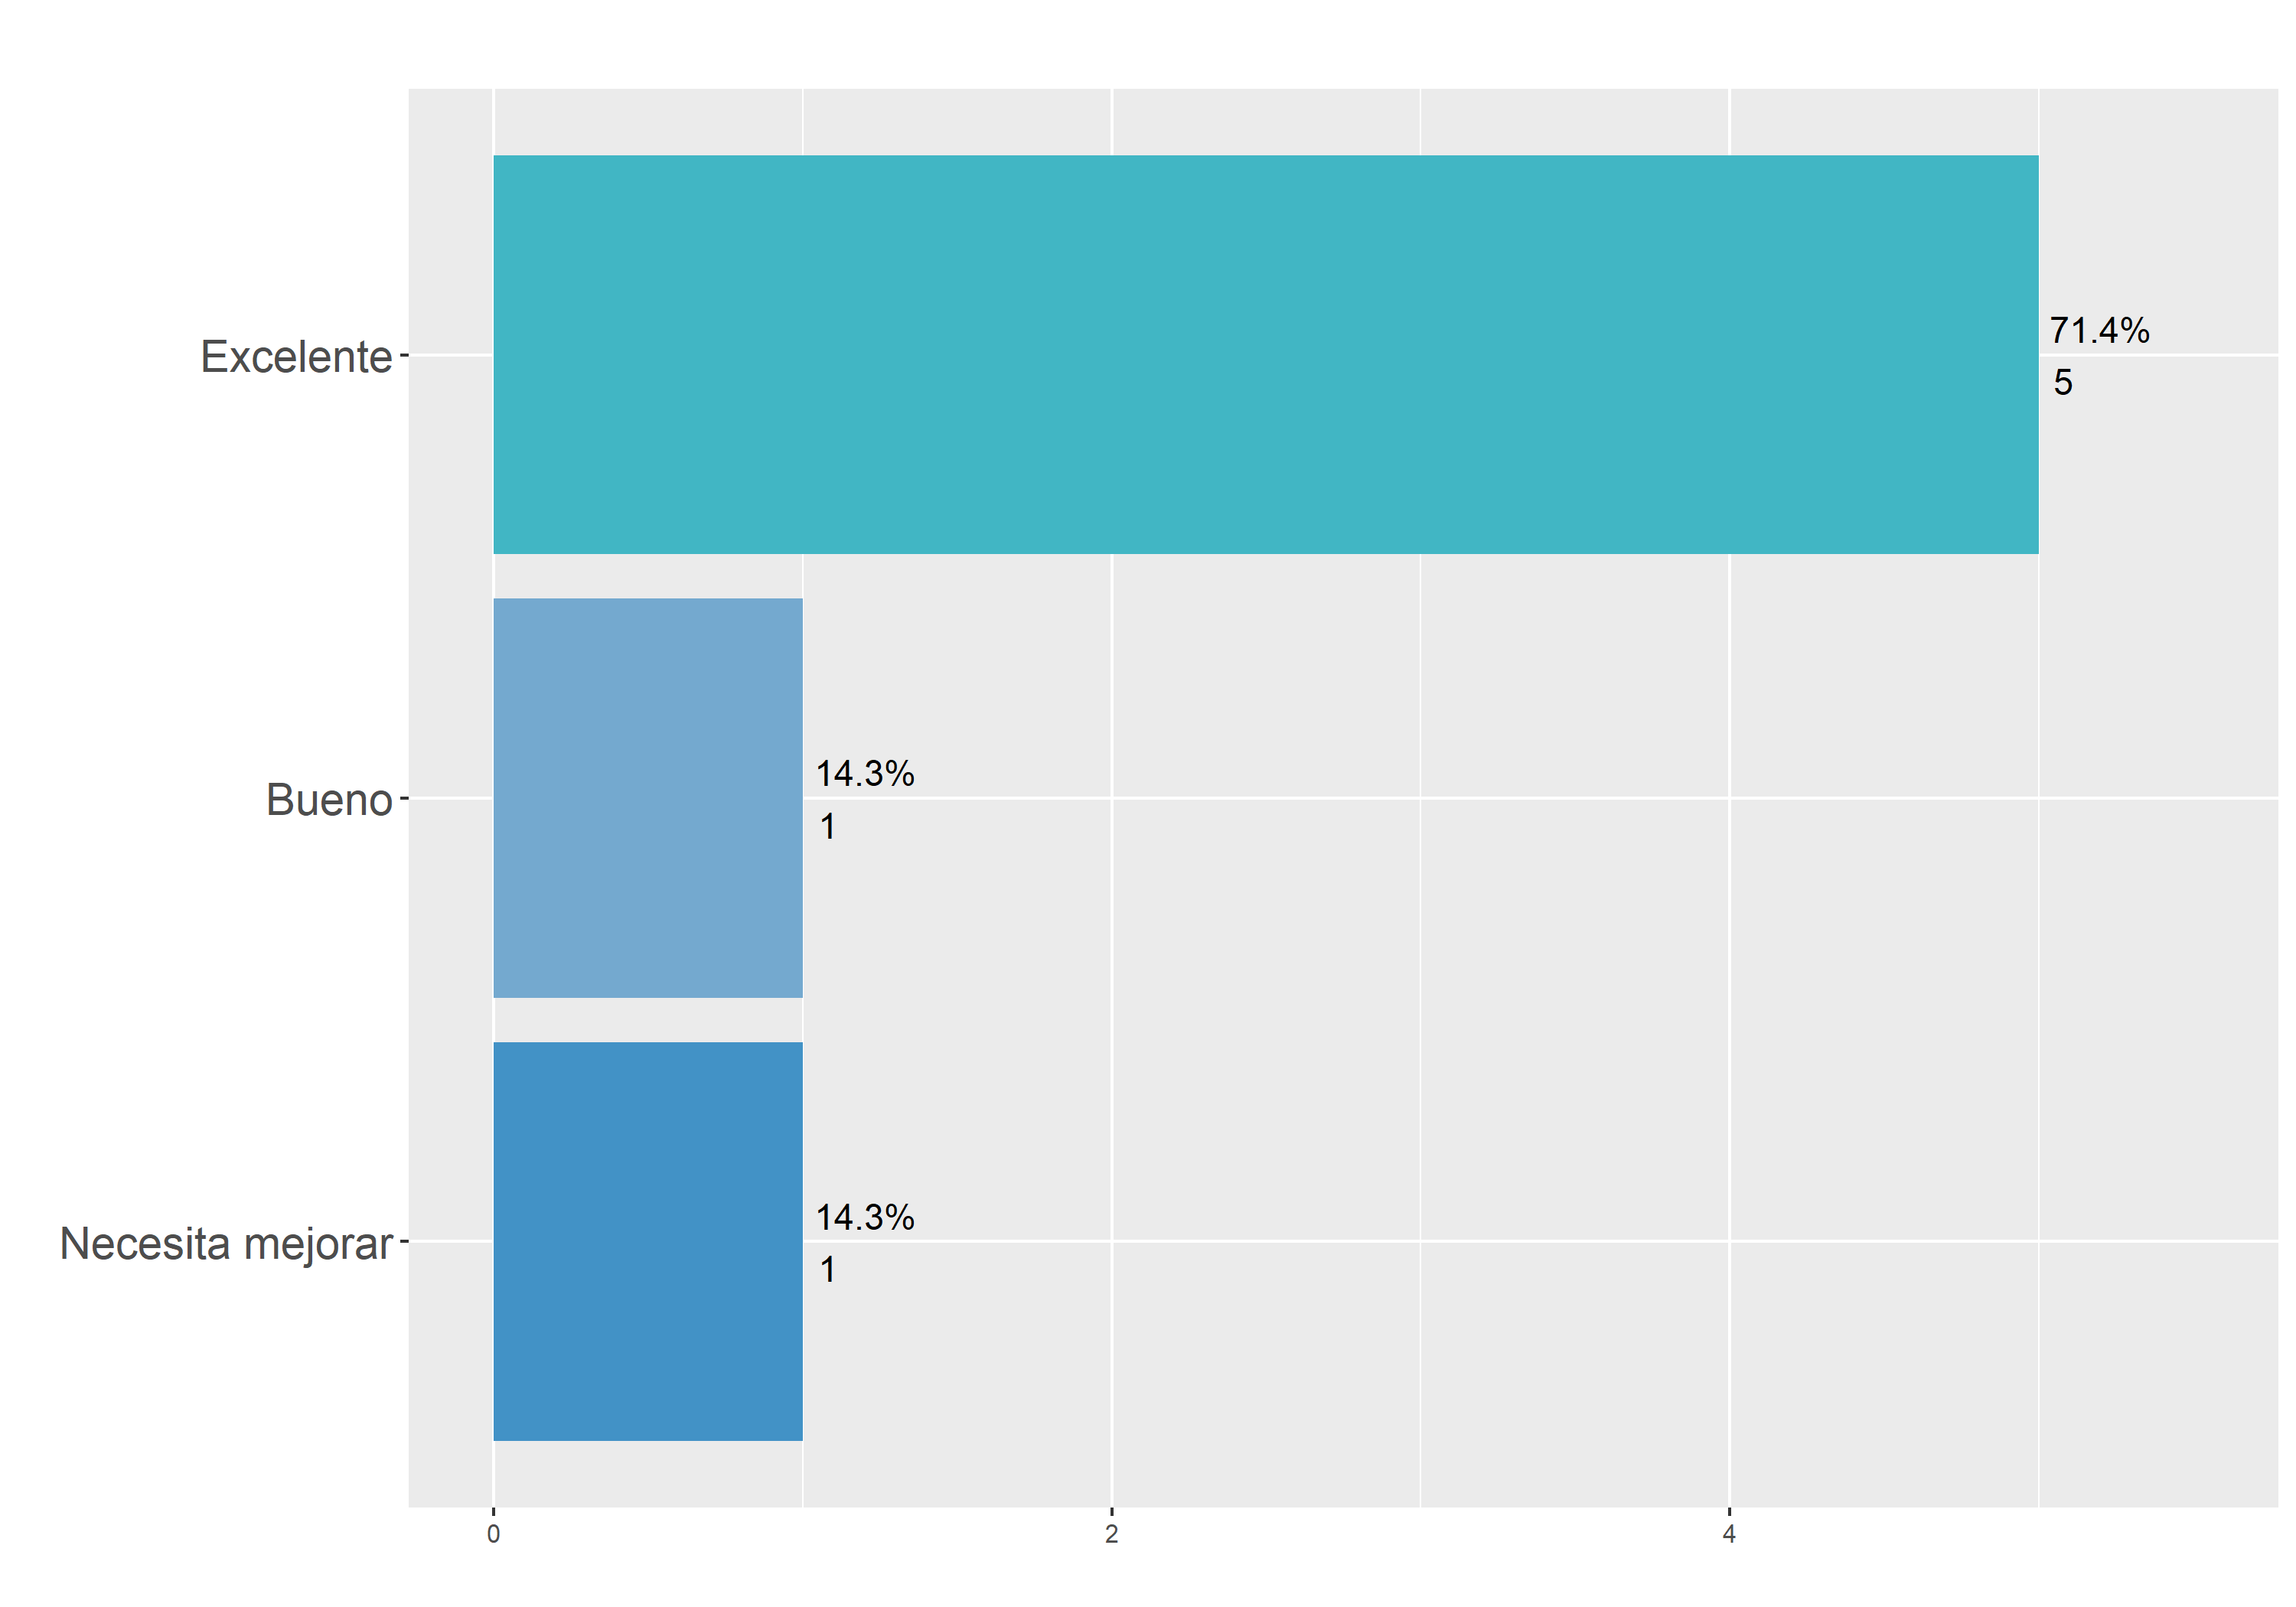 Excelente
71.4%
5
Bueno
14.3%
1
Necesita mejorar
14.3%
1
0 2 4